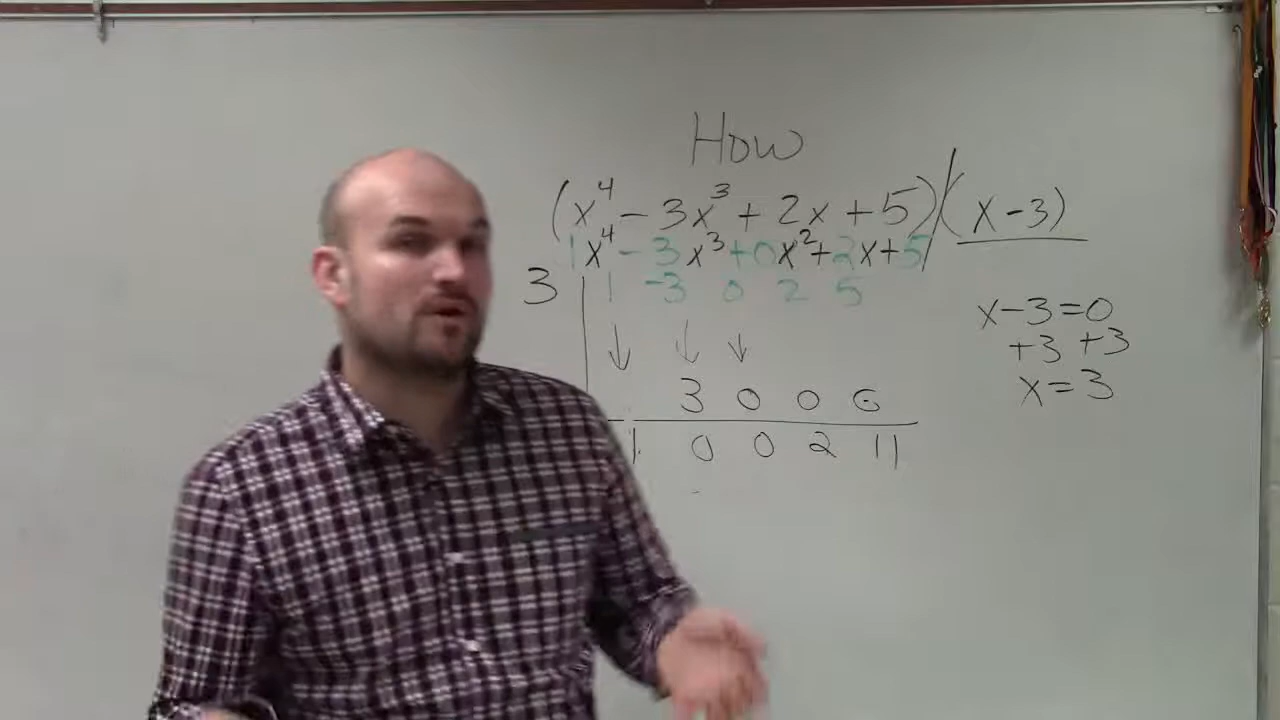 How
(x⁴ - 3x³ + 2x + 5)/(x - 3)
1x⁴ - 3x³ + 0x² + 2x + 5
3 1 -3 0 2 5
↓ ↓ ↓
3 0 0 6
1 0 0 2 11
x - 3 = 0
+3 +3
x = 3